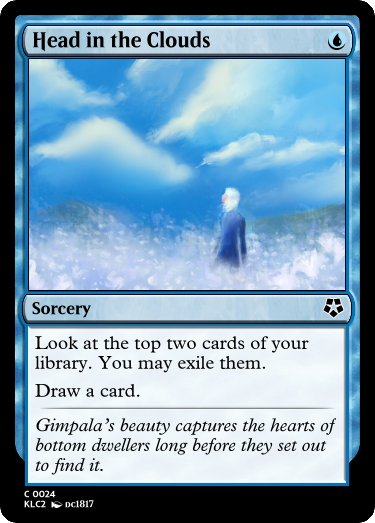 Head in the Clouds
Sorcery
Look at the top two cards of your
library. You may exile them.
Draw a card.
Gimpala's beauty captures the hearts of
bottom dwellers long before they set out
to find it.
C 0024
KLC2 DC1817